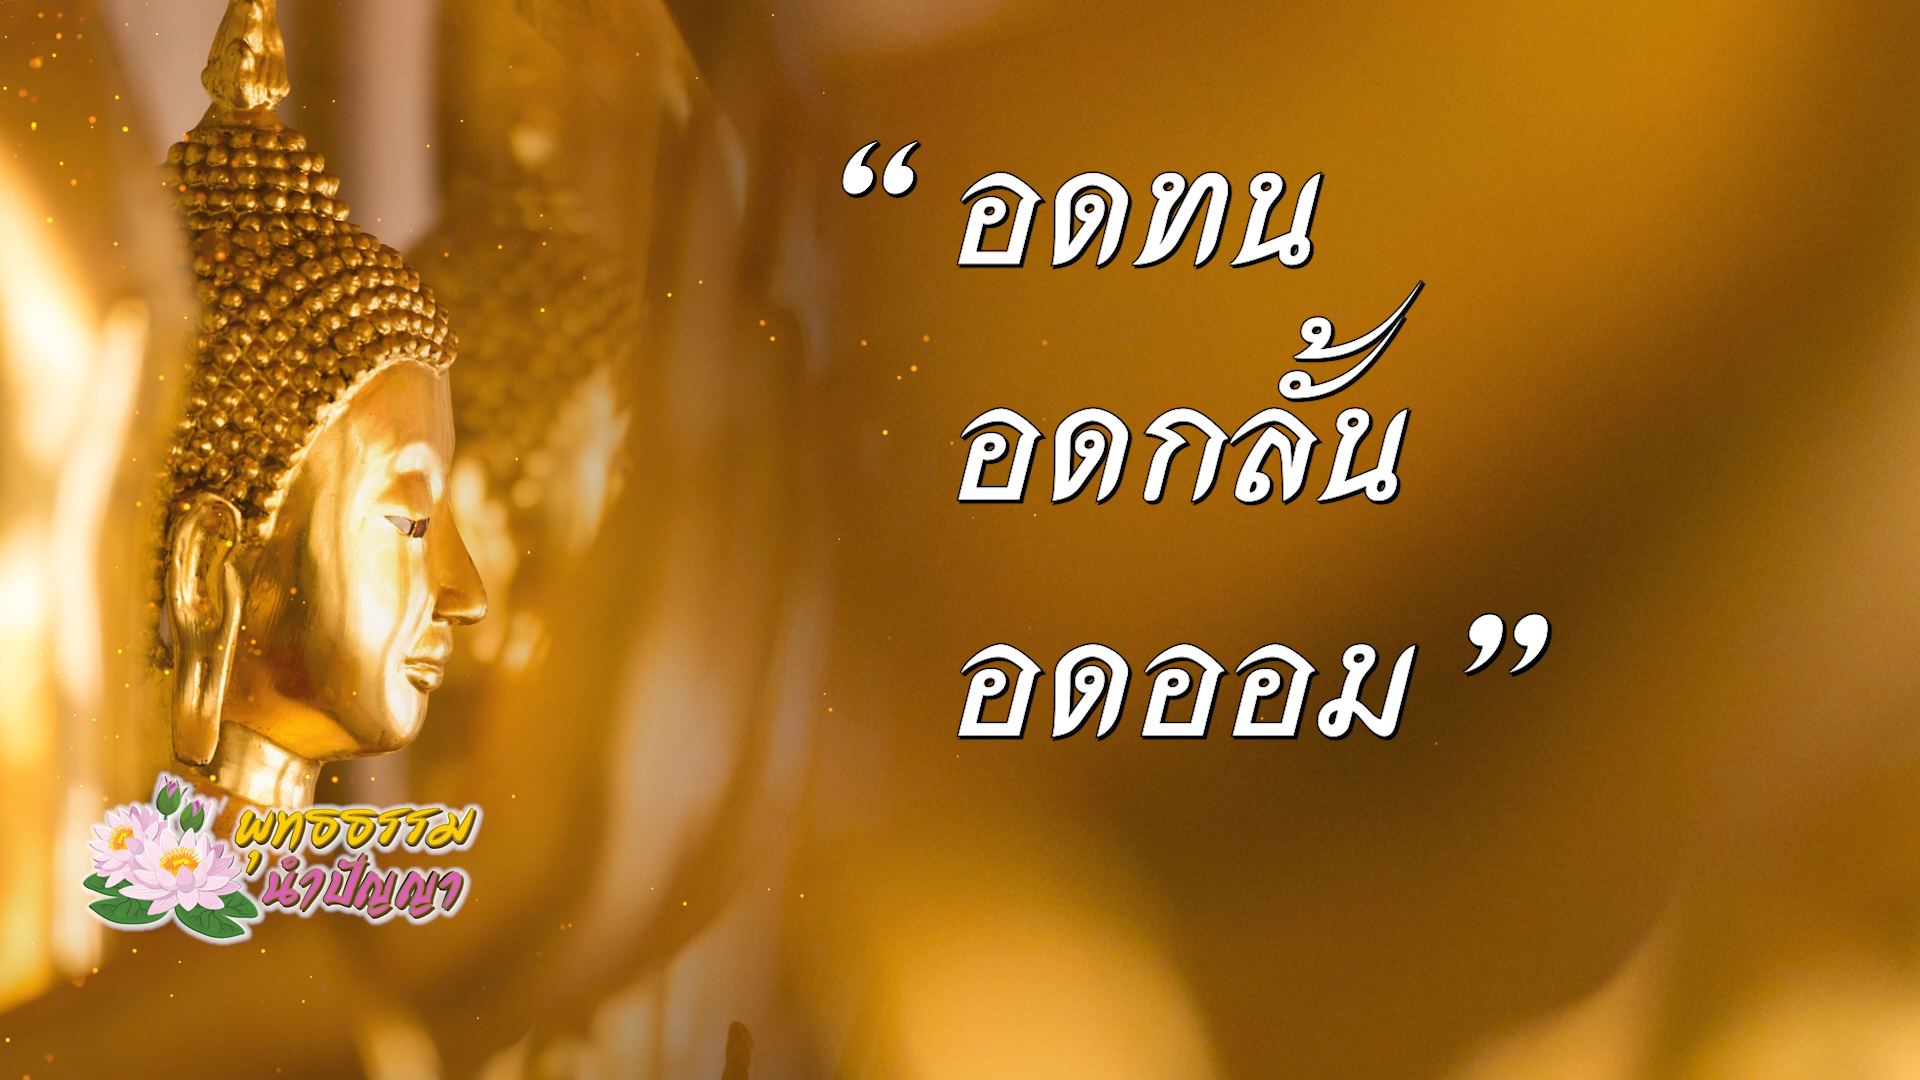 “ อดทน
อดกลั้น
อดออม ”
พุทธธรรม
นำปัญญา